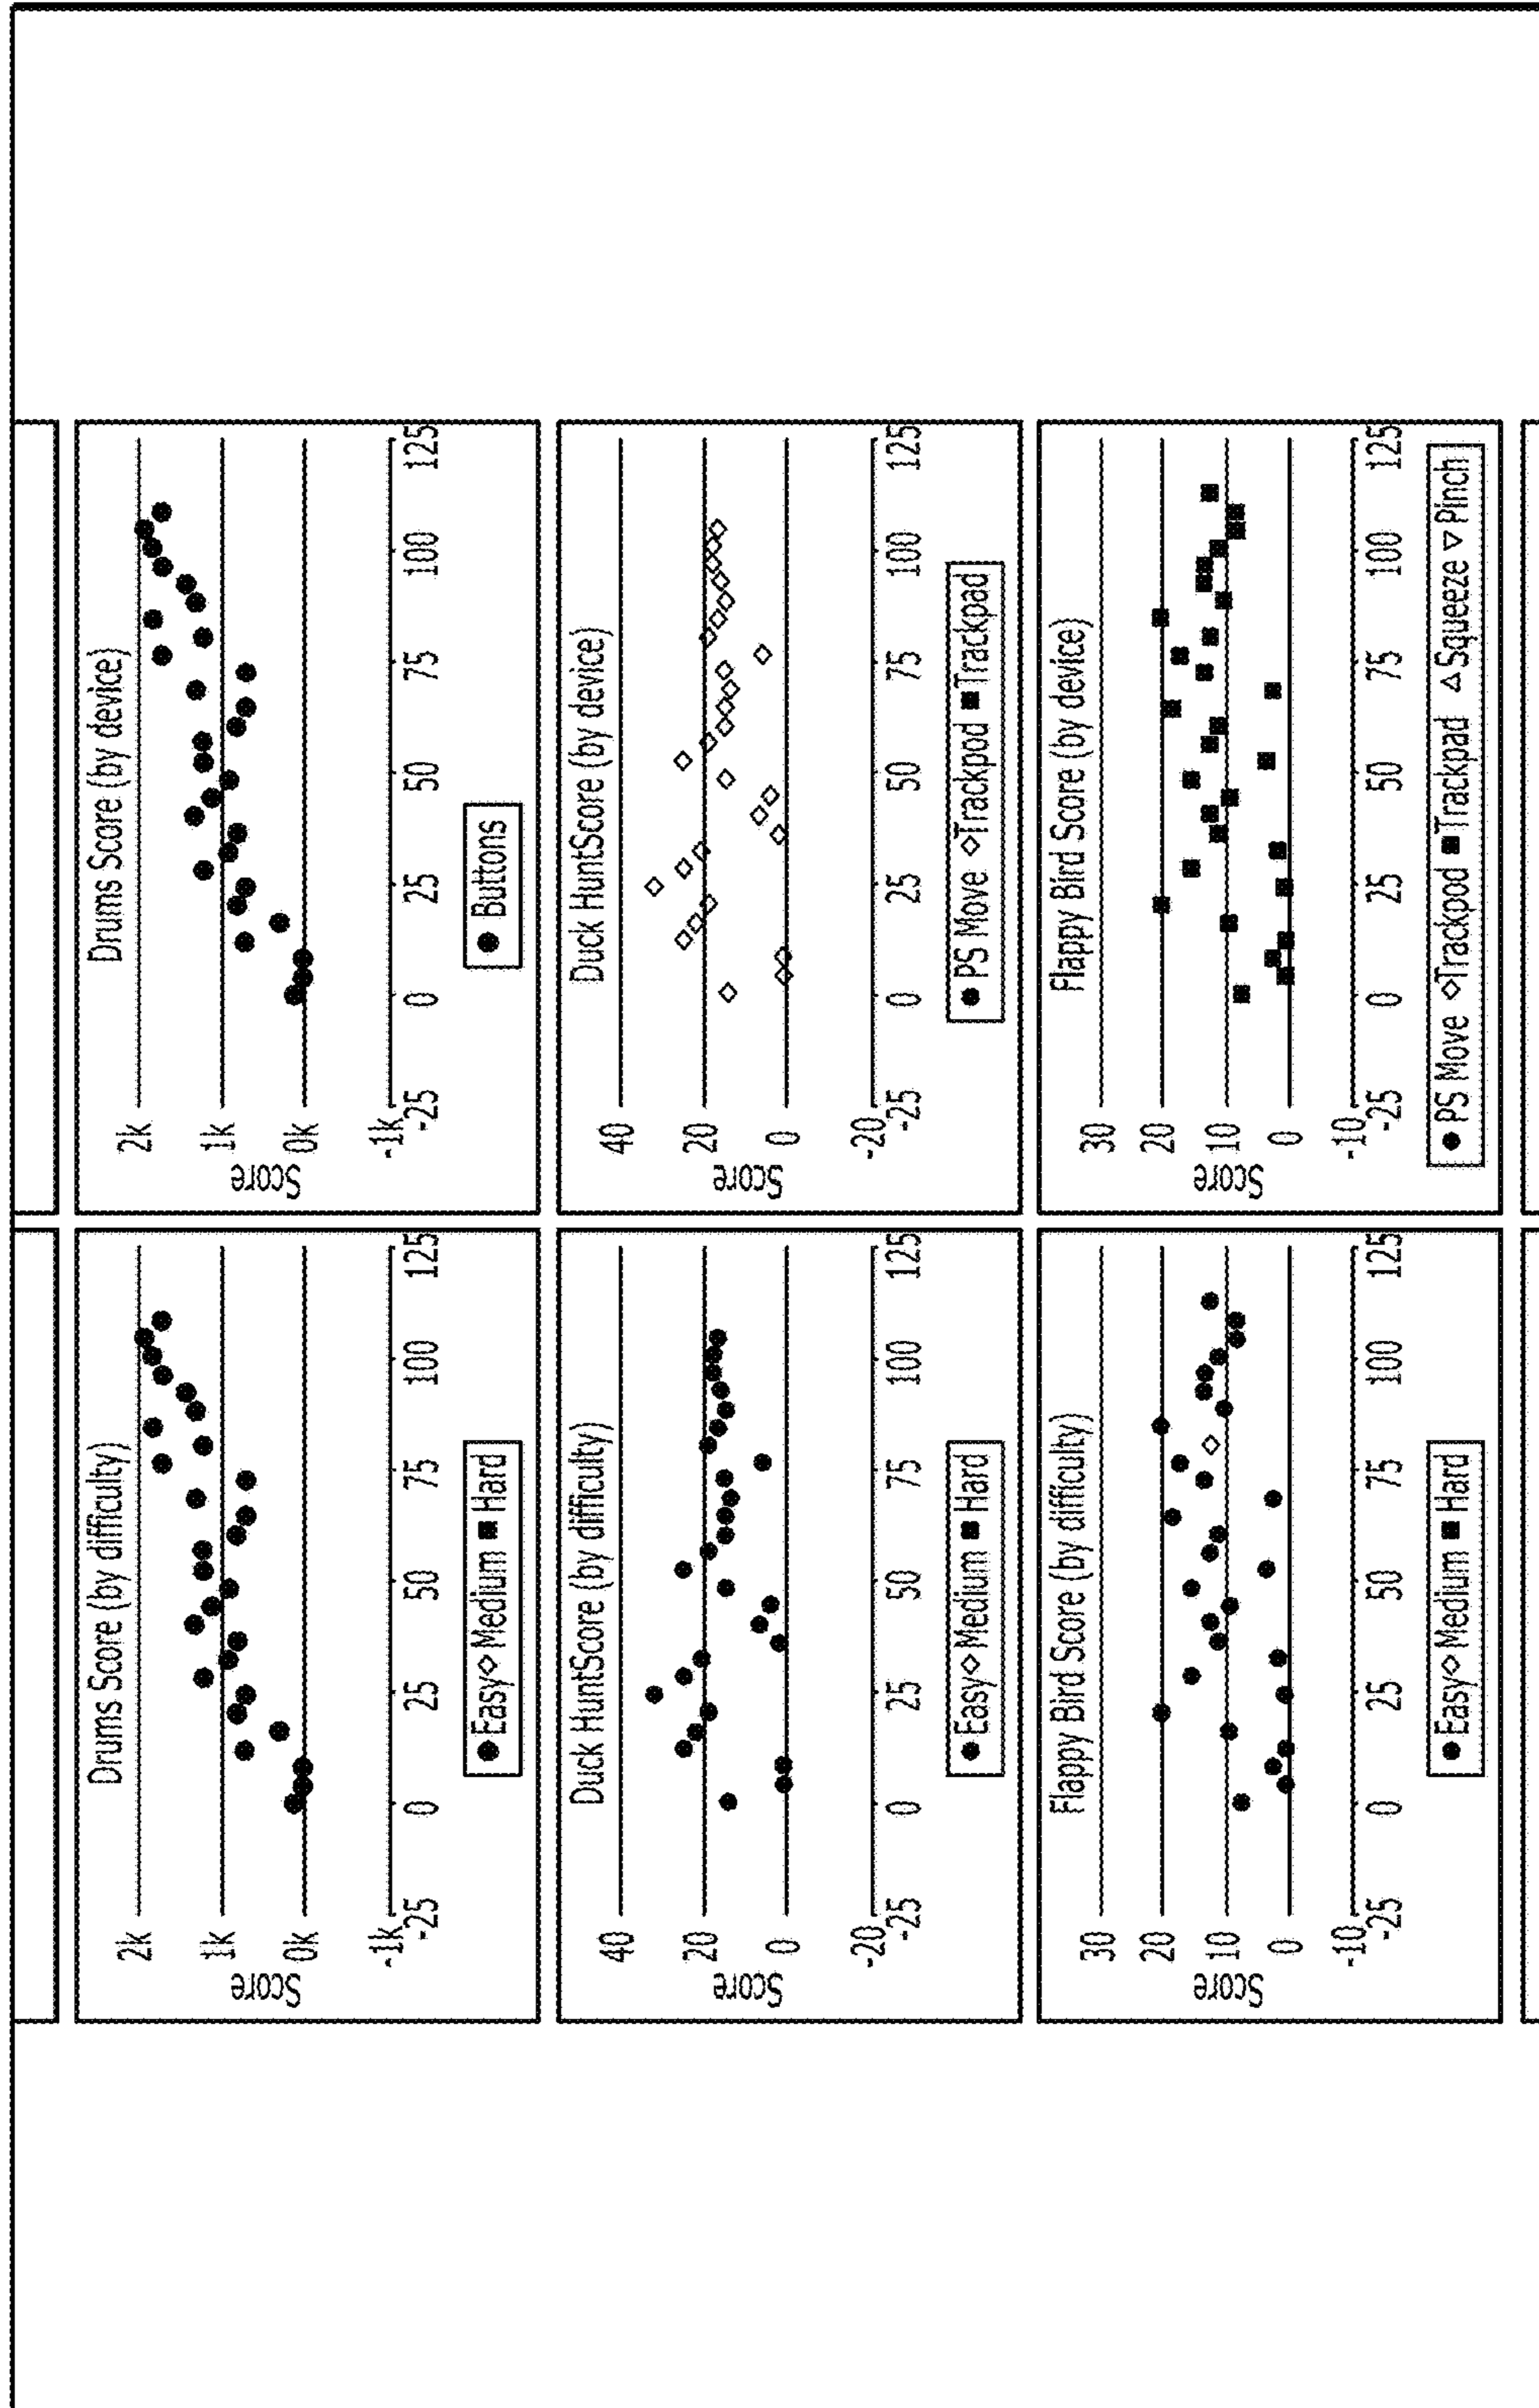 Drums Score (by difficulty)
Score
2k
1k
0k
-1k
-25 0 25 50 75 100 125
● Easy ◇ Medium ■ Hard
Drums Score (by device)
Score
2k
1k
0k
-1k
-25 0 25 50 75 100 125
● Buttons
Duck HuntScore (by difficulty)
Score
40
20
0
-20
-25 0 25 50 75 100 125
● Easy ◇ Medium ■ Hard
Duck HuntScore (by device)
Score
40
20
0
-20
-25 0 25 50 75 100 125
● PS Move ◇ Trackpod ■ Trackpad
Flappy Bird Score (by difficulty)
Score
30
20
10
0
-10
-25 0 25 50 75 100 125
● Easy ◇ Medium ■ Hard
Flappy Bird Score (by device)
Score
30
20
10
0
-10
-25 0 25 50 75 100 125
● PS Move ◇ Trackpod ■ Trackpad △ Squeeze ▽ Pinch